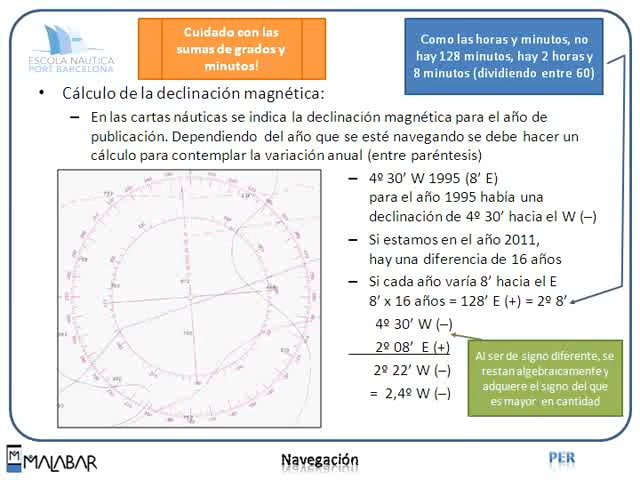 Cuidado con las
sumas de grados y
minutos!
Como las horas y minutos, no
hay 128 minutos, hay 2 horas y
8 minutos (dividiendo entre 60)
ESCOLA NÀUTICA
PORT BARCELONA
• Cálculo de la declinación magnética:
– En las cartas náuticas se indica la declinación magnética para el año de
publicación. Dependiendo del año que se esté navegando se debe hacer un
cálculo para contemplar la variación anual (entre paréntesis)
– 4º 30’ W 1995 (8’ E)
para el año 1995 había una
declinación de 4º 30’ hacia el W (–)
– Si estamos en el año 2011,
hay una diferencia de 16 años
– Si cada año varía 8’ hacia el E
8’ x 16 años = 128’ E (+) = 2º 8’
4º 30’ W (–)
2º 08’ E (+)
2º 22’ W (–)
= 2,4º W (–)
Al ser de signo diferente, se
restan algebraicamente y
adquiere el signo del que
es mayor en cantidad
MALABAR
Navegación
PER